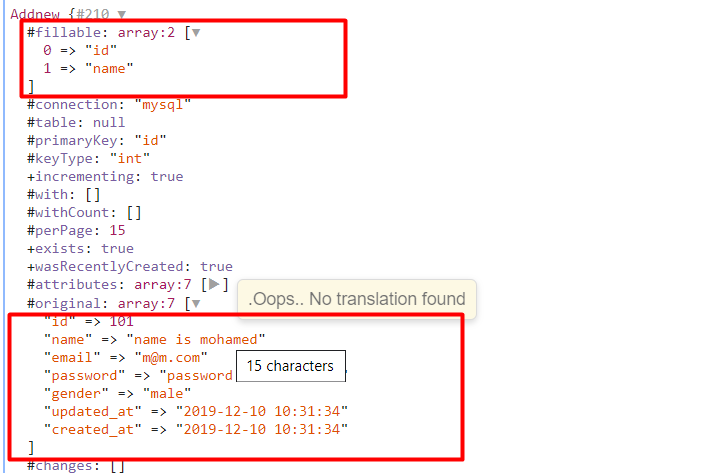 Addnew {#210 ▼
#fillable: array:2 [▼
0 => "id"
1 => "name"
]
#connection: "mysql"
#table: null
#primaryKey: "id"
#keyType: "int"
+incrementing: true
#with: []
#withCount: []
#perPage: 15
+exists: true
+wasRecentlyCreated: true
#attributes: array:7 [▶]
.Oops.. No translation found
#original: array:7 [▼
"id" => 101
"name" => "name is mohamed"
"email" => "m@m.com"
15 characters
"password" => "password
"gender" => "male"
"updated_at" => "2019-12-10 10:31:34"
"created_at" => "2019-12-10 10:31:34"
]
#changes: []